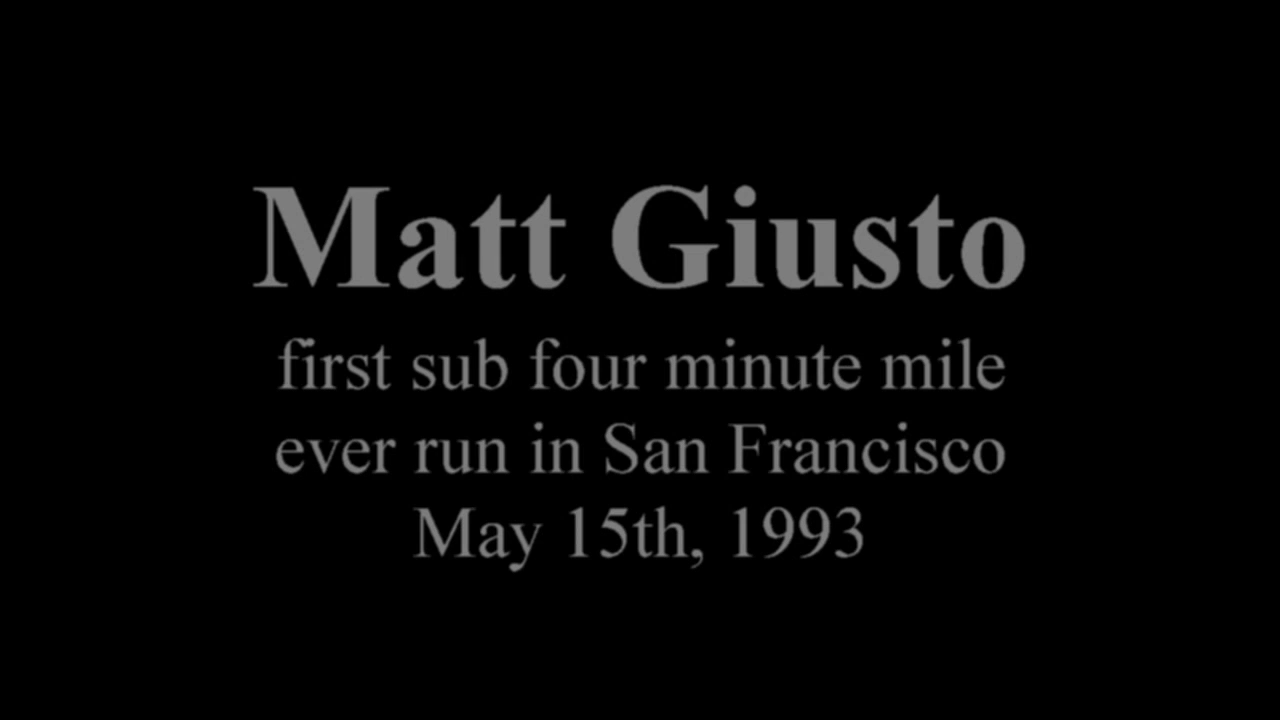 Matt Giusto
first sub four minute mile
ever run in San Francisco
May 15th, 1993